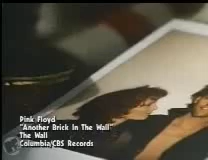 Pink Floyd
"Another Brick In The Wall"
The Wall
Columbia/CBS Records